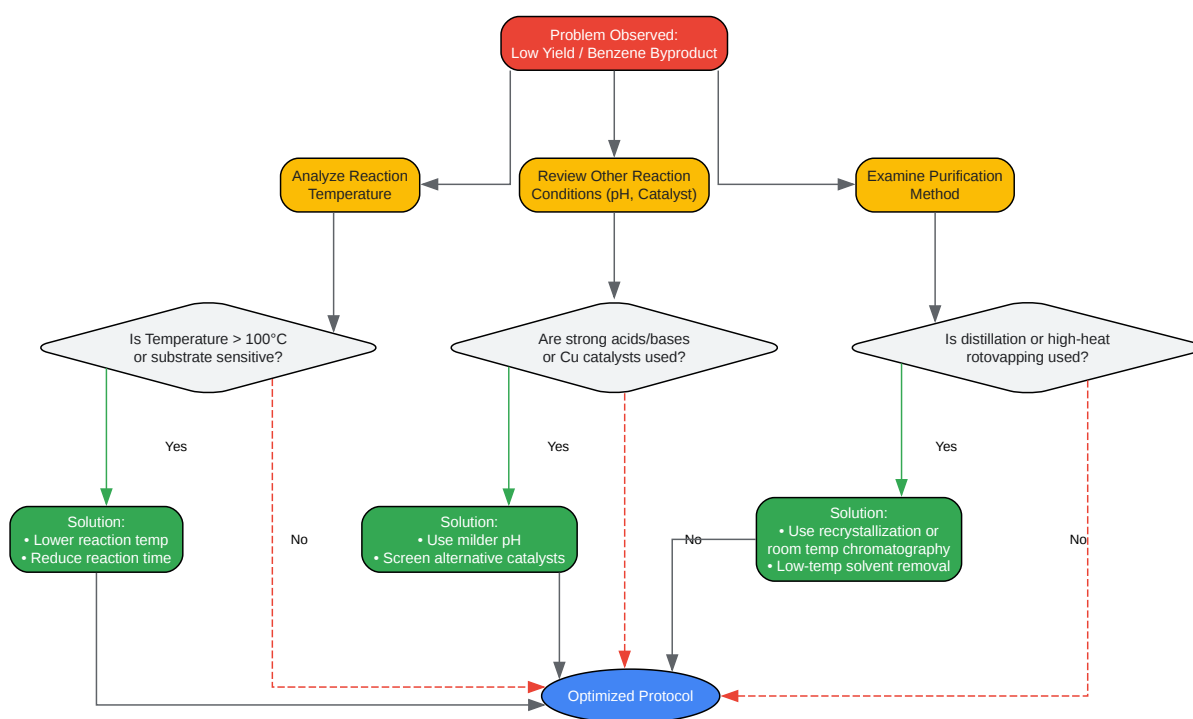 Problem Observed:
Low Yield / Benzene Byproduct
Analyze Reaction
Temperature
Review Other Reaction
Conditions (pH, Catalyst)
Examine Purification
Method
Is Temperature > 100°C
or substrate sensitive?
Are strong acids/bases
or Cu catalysts used?
Is distillation or high-heat
rotovapping used?
Yes
Yes
Yes
Solution:
• Lower reaction temp
• Reduce reaction time
No
Solution:
• Use milder pH
• Screen alternative catalysts
No
Solution:
• Use recrystallization or
room temp chromatography
• Low-temp solvent removal
No
Optimized Protocol